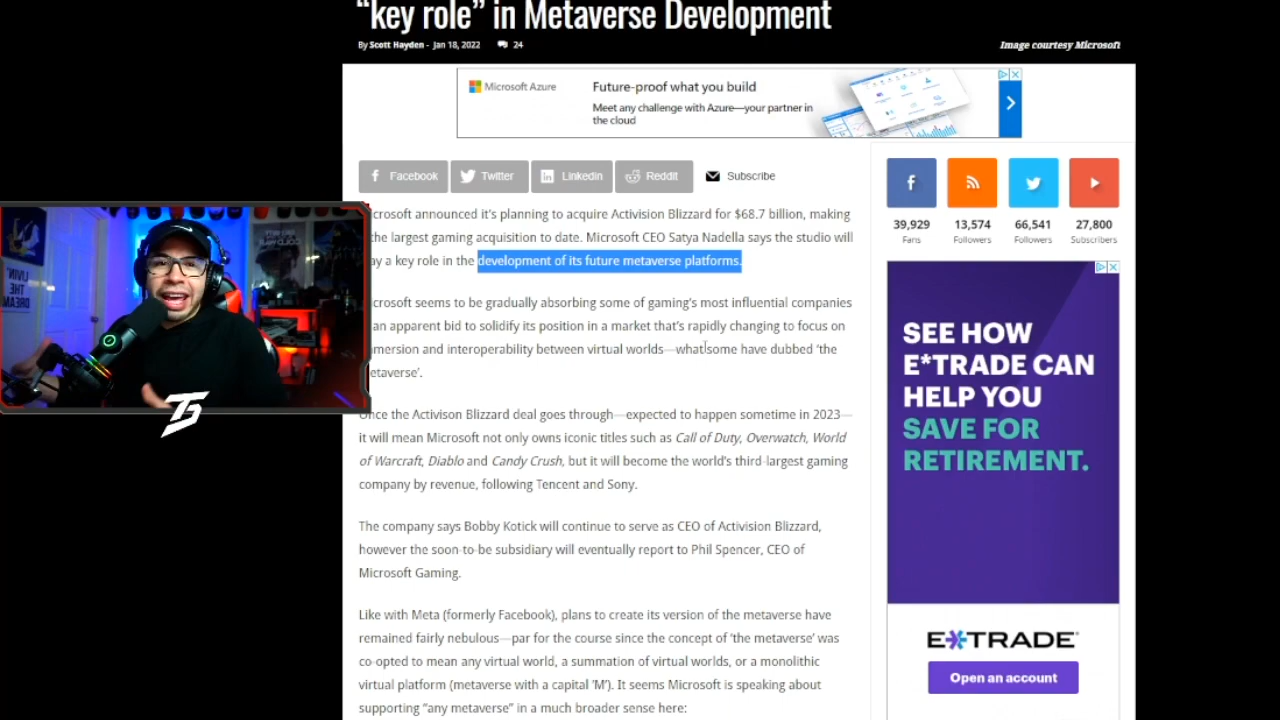 “key role” in Metaverse Development
By Scott Hayden - Jan 18, 2022 24
Image courtesy Microsoft
Microsoft Azure
Future-proof what you build
Meet any challenge with Azure—your partner in
the cloud
Facebook Twitter Linkedin Reddit Subscribe
39,929 13,574 66,541 27,800
Fans Followers Followers Subscribers
crosoft announced it's planning to acquire Activision Blizzard for $68.7 billion, making
the largest gaming acquisition to date. Microsoft CEO Satya Nadella says the studio will
ay a key role in the development of its future metaverse platforms.
crosoft seems to be gradually absorbing some of gaming's most influential companies
an apparent bid to solidify its position in a market that's rapidly changing to focus on
mersion and interoperability between virtual worlds—what some have dubbed ‘the
etaverse’.
Once the Activison Blizzard deal goes through—expected to happen sometime in 2023—
it will mean Microsoft not only owns iconic titles such as Call of Duty, Overwatch, World
of Warcraft, Diablo and Candy Crush, but it will become the world's third-largest gaming
company by revenue, following Tencent and Sony.
The company says Bobby Kotick will continue to serve as CEO of Activision Blizzard,
however the soon-to-be subsidiary will eventually report to Phil Spencer, CEO of
Microsoft Gaming.
Like with Meta (formerly Facebook), plans to create its version of the metaverse have
remained fairly nebulous—par for the course since the concept of ‘the metaverse’ was
co-opted to mean any virtual world, a summation of virtual worlds, or a monolithic
virtual platform (metaverse with a capital ‘M’). It seems Microsoft is speaking about
supporting “any metaverse” in a much broader sense here:
SEE HOW
E*TRADE CAN
HELP YOU
SAVE FOR
RETIREMENT.
E*TRADE
Open an account
LIVIN'
THE
DREAM